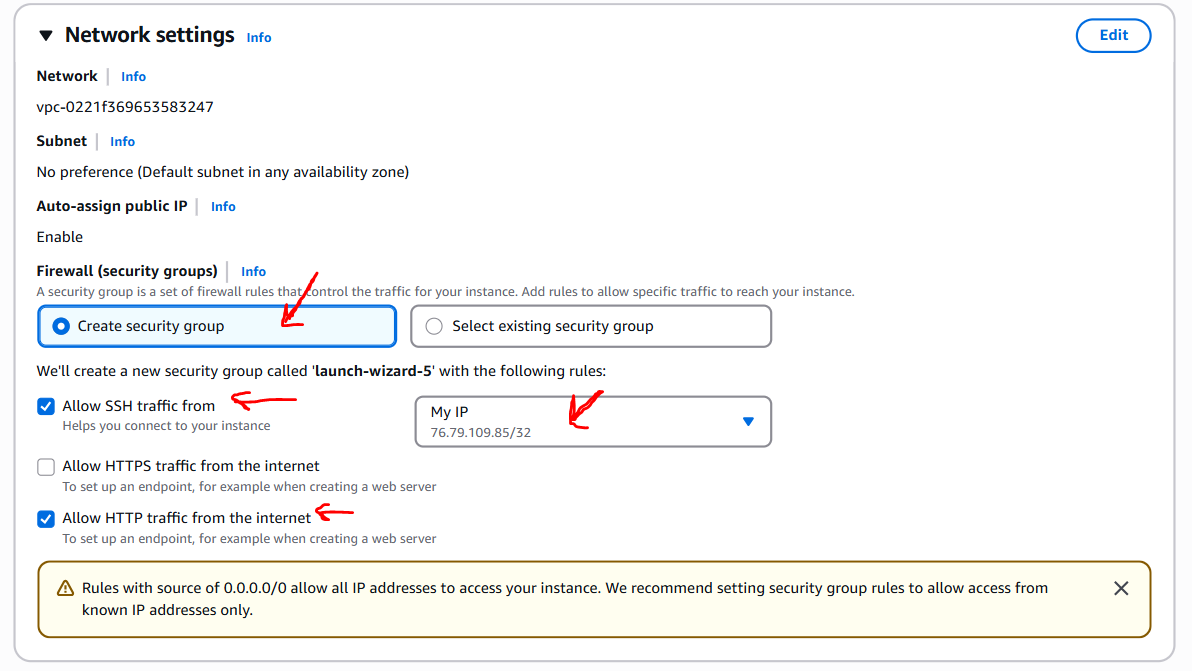 Network settings Info
Edit
Network Info
vpc-0221f369653583247
Subnet Info
No preference (Default subnet in any availability zone)
Auto-assign public IP Info
Enable
Firewall (security groups) Info
A security group is a set of firewall rules that control the traffic for your instance. Add rules to allow specific traffic to reach your instance.
Create security group
Select existing security group
We'll create a new security group called 'launch-wizard-5' with the following rules:
Allow SSH traffic from
Helps you connect to your instance
My IP
76.79.109.85/32
Allow HTTPS traffic from the internet
To set up an endpoint, for example when creating a web server
Allow HTTP traffic from the internet
To set up an endpoint, for example when creating a web server
Rules with source of 0.0.0.0/0 allow all IP addresses to access your instance. We recommend setting security group rules to allow access from
known IP addresses only.